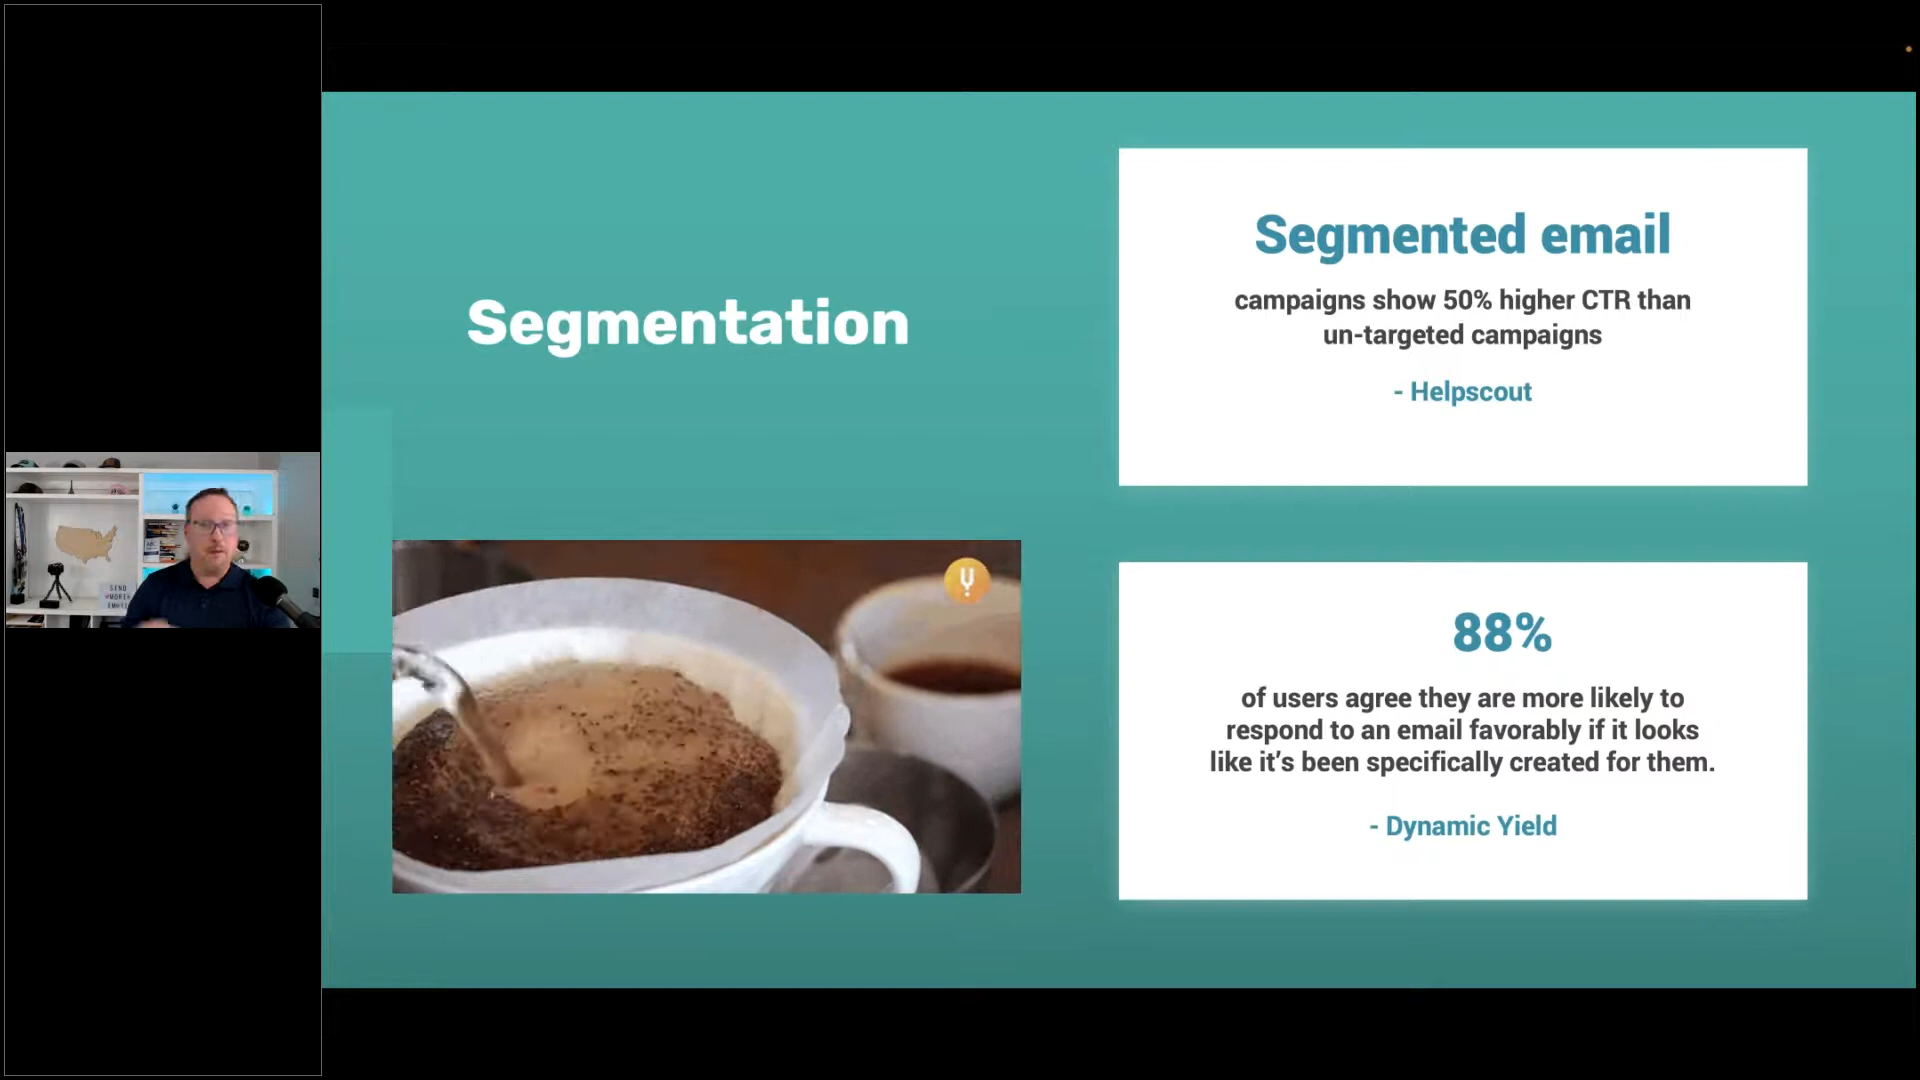 Segmentation
Segmented email
campaigns show 50% higher CTR than
un-targeted campaigns
- Helpscout
88%
of users agree they are more likely to
respond to an email favorably if it looks
like it’s been specifically created for them.
- Dynamic Yield
SEND